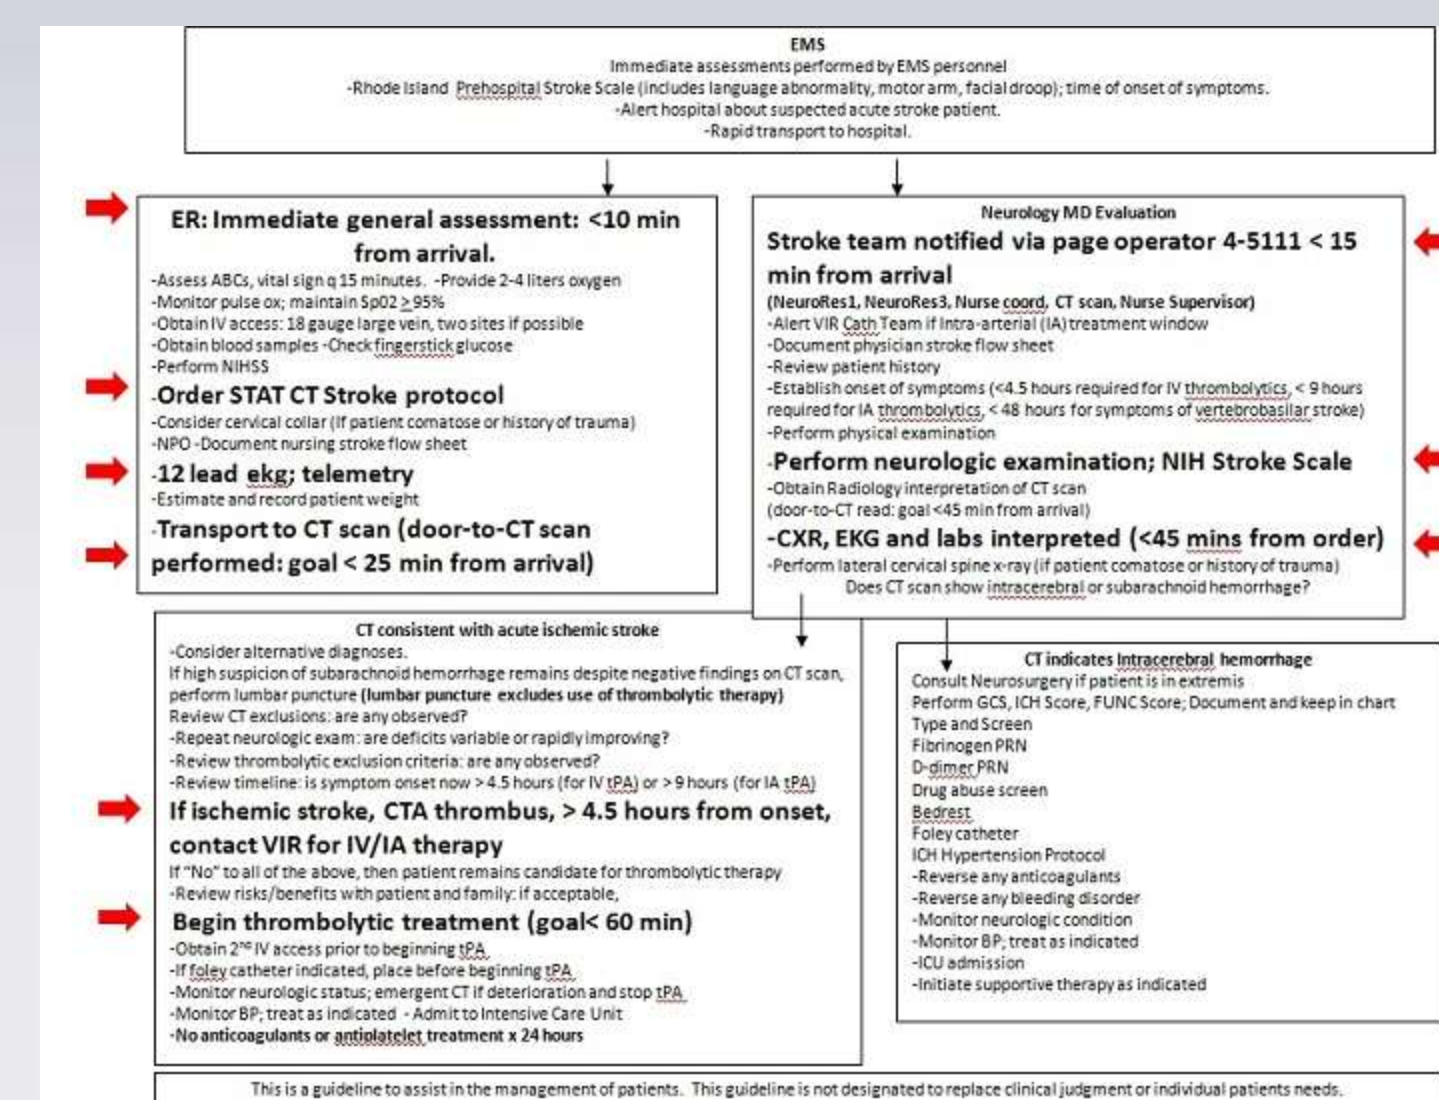 EMS
Immediate assessments performed by EMS personnel
-Rhode Island Prehospital Stroke Scale (includes language abnormality, motor arm, facial droop); time of onset of symptoms.
-Alert hospital about suspected acute stroke patient.
-Rapid transport to hospital.
ER: Immediate general assessment: <10 min
from arrival.
-Assess ABCs, vital sign q 15 minutes. -Provide 2-4 liters oxygen
-Monitor pulse ox; maintain Sp02 ≥95%
-Obtain IV access: 18 gauge large vein, two sites if possible
-Obtain blood samples -Check fingerstick glucose
-Perform NIHSS
-Order STAT CT Stroke protocol
-Consider cervical collar (if patient comatose or history of trauma)
-NPO -Document nursing stroke flow sheet
-12 lead ekg; telemetry
-Estimate and record patient weight
-Transport to CT scan (door-to-CT scan
performed: goal < 25 min from arrival)
Neurology MD Evaluation
Stroke team notified via page operator 4-5111 < 15
min from arrival
(NeuroRes1, NeuroRes3, Nurse coord, CT scan, Nurse Supervisor)
-Alert VIR Cath Team if Intra-arterial (IA) treatment window
-Document physician stroke flow sheet
-Review patient history
-Establish onset of symptoms (<4.5 hours required for IV thrombolytics, < 9 hours
required for IA thrombolytics, < 48 hours for symptoms of vertebrobasilar stroke)
-Perform physical examination
-Perform neurologic examination; NIH Stroke Scale
-Obtain Radiology interpretation of CT scan
(door-to-CT read: goal <45 min from arrival)
-CXR, EKG and labs interpreted (<45 mins from order)
-Perform lateral cervical spine x-ray (if patient comatose or history of trauma)
Does CT scan show intracerebral or subarachnoid hemorrhage?
CT consistent with acute ischemic stroke
-Consider alternative diagnoses.
If high suspicion of subarachnoid hemorrhage remains despite negative findings on CT scan,
perform lumbar puncture (lumbar puncture excludes use of thrombolytic therapy)
Review CT exclusions: are any observed?
-Repeat neurologic exam: are deficits variable or rapidly improving?
-Review thrombolytic exclusion criteria: are any observed?
-Review timeline: is symptom onset now > 4.5 hours (for IV tPA) or > 9 hours (for IA tPA)
If ischemic stroke, CTA thrombus, > 4.5 hours from onset,
contact VIR for IV/IA therapy
If "No" to all of the above, then patient remains candidate for thrombolytic therapy
-Review risks/benefits with patient and family: if acceptable,
Begin thrombolytic treatment (goal< 60 min)
-Obtain 2nd IV access prior to beginning tPA
-If foley catheter indicated, place before beginning tPA
-Monitor neurologic status; emergent CT if deterioration and stop tPA
-Monitor BP; treat as indicated - Admit to Intensive Care Unit
-No anticoagulants or antiplatelet treatment x 24 hours
CT indicates Intracerebral hemorrhage
Consult Neurosurgery if patient is in extremis
Perform GCS, ICH Score, FUNC Score; Document and keep in chart
Type and Screen
Fibrinogen PRN
D-dimer PRN
Drug abuse screen
Bedrest
Foley catheter
ICH Hypertension Protocol
-Reverse any anticoagulants
-Reverse any bleeding disorder
-Monitor neurologic condition
-Monitor BP; treat as indicated
-ICU admission
-Initiate supportive therapy as indicated
This is a guideline to assist in the management of patients. This guideline is not designated to replace clinical judgment or individual patients needs.